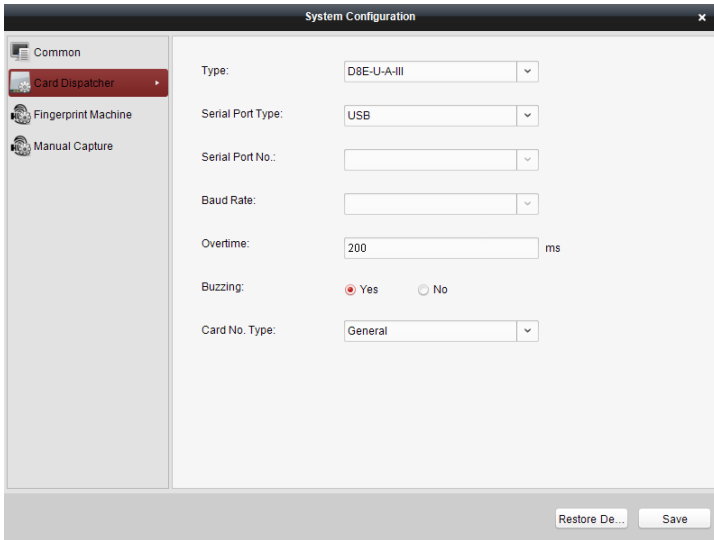 System Configuration
Common
Card Dispatcher
Fingerprint Machine
Manual Capture
Type: D8E-U-A-III
Serial Port Type: USB
Serial Port No.:
Baud Rate:
Overtime: 200 ms
Buzzing: Yes No
Card No. Type: General
Restore De... Save